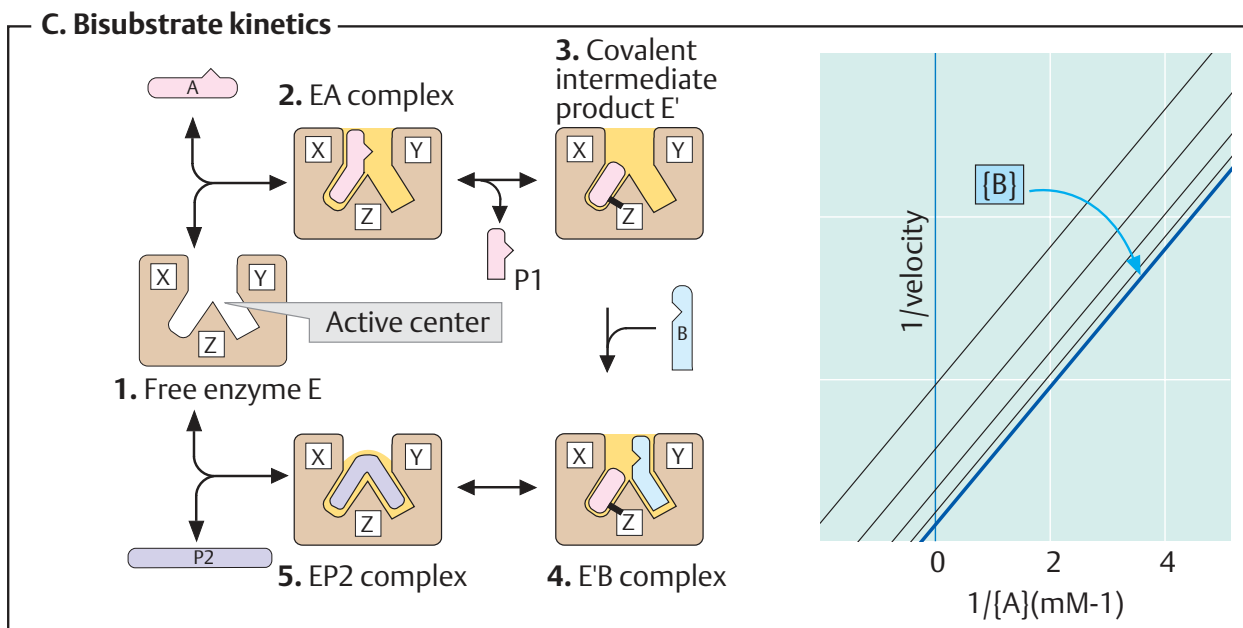 C. Bisubstrate kinetics
A
2. EA complex
3. Covalent
intermediate
product E'
X
Y
Z
X
Y
Z
P1
X
Y
Z
Active center
1. Free enzyme E
B
X
Y
Z
X
Y
Z
P2
5. EP2 complex
4. E'B complex
{B}
1/velocity
0
2
4
1/{A}(mM-1)